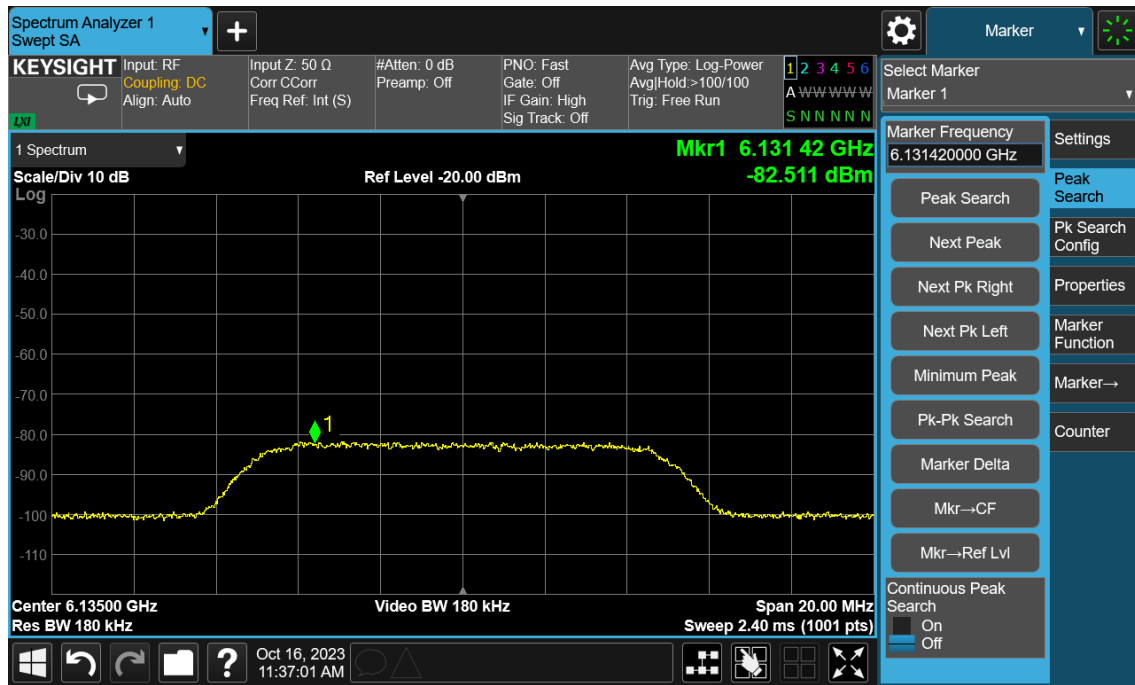 Spectrum Analyzer 1
Swept SA
+
Marker
KEYSIGHT
LXI
Input: RF
Coupling: DC
Align: Auto
Input Z: 50 Ω
Corr CCorr
Freq Ref: Int (S)
#Atten: 0 dB
Preamp: Off
PNO: Fast
Gate: Off
IF Gain: High
Sig Track: Off
Avg Type: Log-Power
Avg|Hold:>100/100
Trig: Free Run
1 2 3 4 5 6
A W W W W W
S N N N N N
Select Marker
Marker 1
1 Spectrum
Mkr1 6.131 42 GHz
Scale/Div 10 dB
Ref Level -20.00 dBm
-82.511 dBm
Log
-30.0
-40.0
-50.0
-60.0
-70.0
-80.0
-90.0
-100
-110
1
Center 6.13500 GHz
Video BW 180 kHz
Span 20.00 MHz
Res BW 180 kHz
Sweep 2.40 ms (1001 pts)
Marker Frequency
6.131420000 GHz
Peak Search
Next Peak
Next Pk Right
Next Pk Left
Minimum Peak
Pk-Pk Search
Marker Delta
Mkr→CF
Mkr→Ref Lvl
Continuous Peak
Search
On
Off
Settings
Peak
Search
Pk Search
Config
Properties
Marker
Function
Marker→
Counter
?
Oct 16, 2023
11:37:01 AM